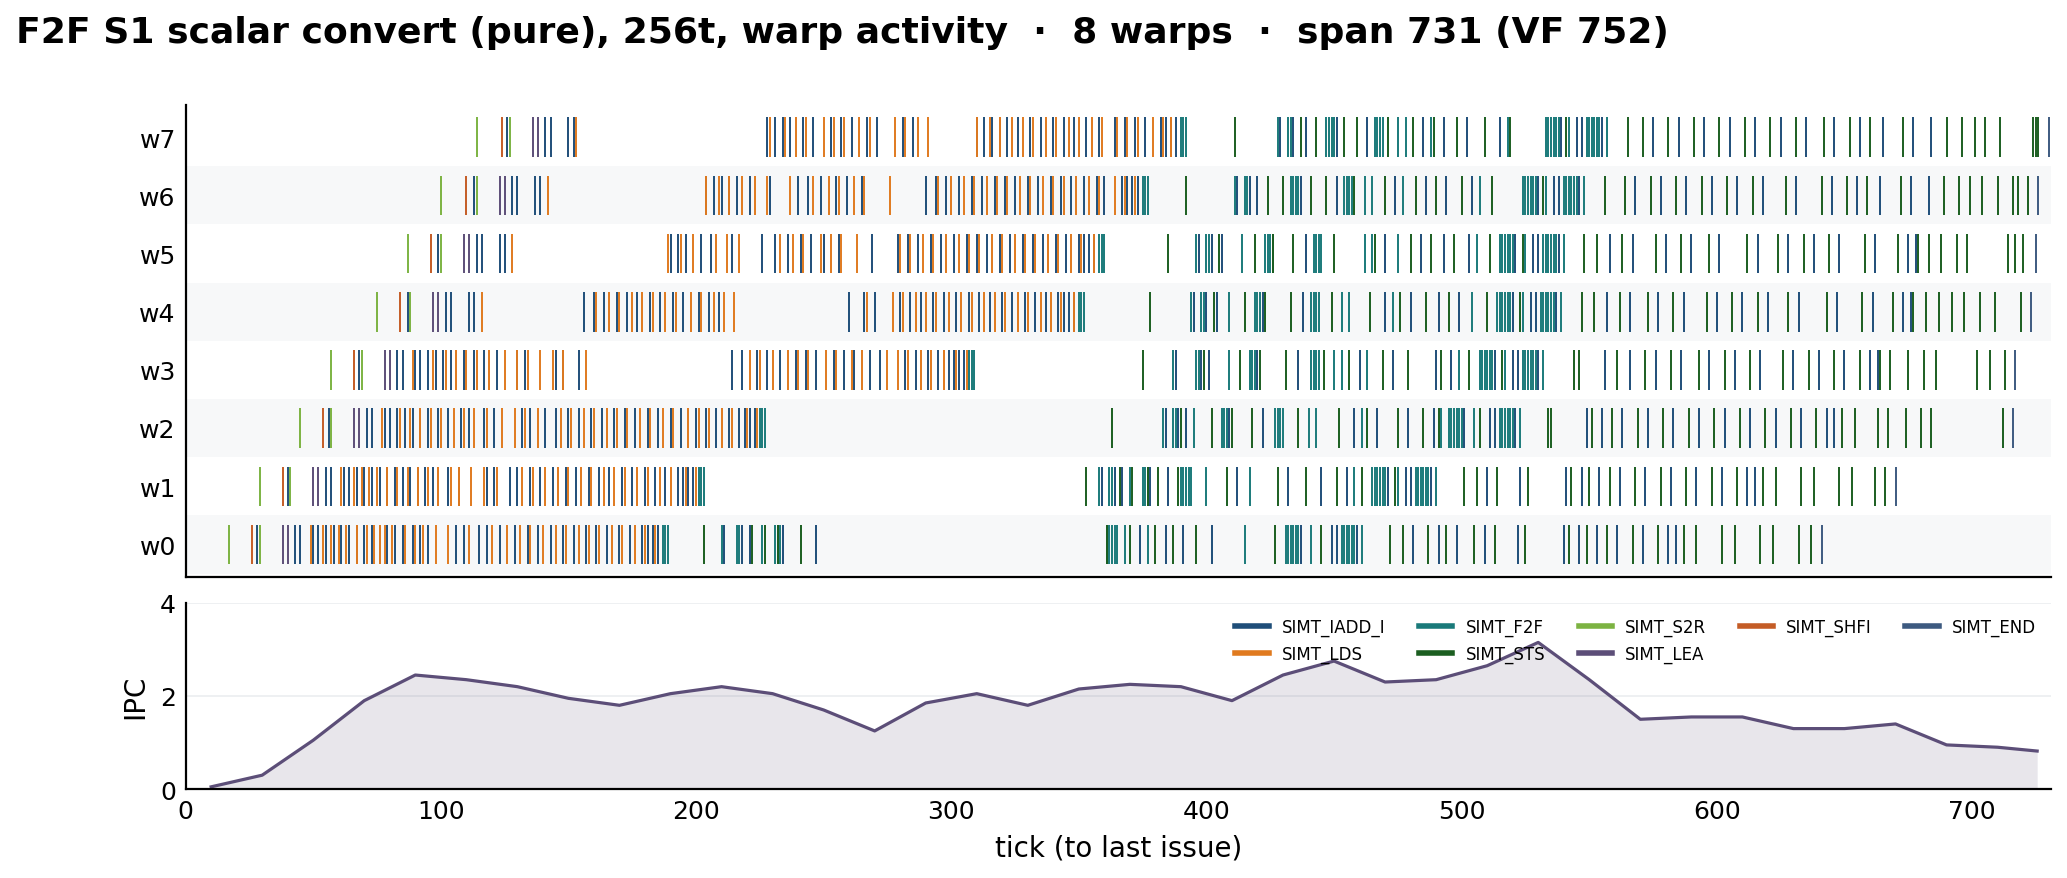 F2F S1 scalar convert (pure), 256t, warp activity · 8 warps · span 731 (VF 752)
w7
w6
w5
w4
w3
w2
w1
w0
4
2
0
IPC
SIMT_IADD_I SIMT_F2F SIMT_S2R SIMT_SHFI SIMT_END
SIMT_LDS SIMT_STS SIMT_LEA
0 100 200 300 400 500 600 700
tick (to last issue)